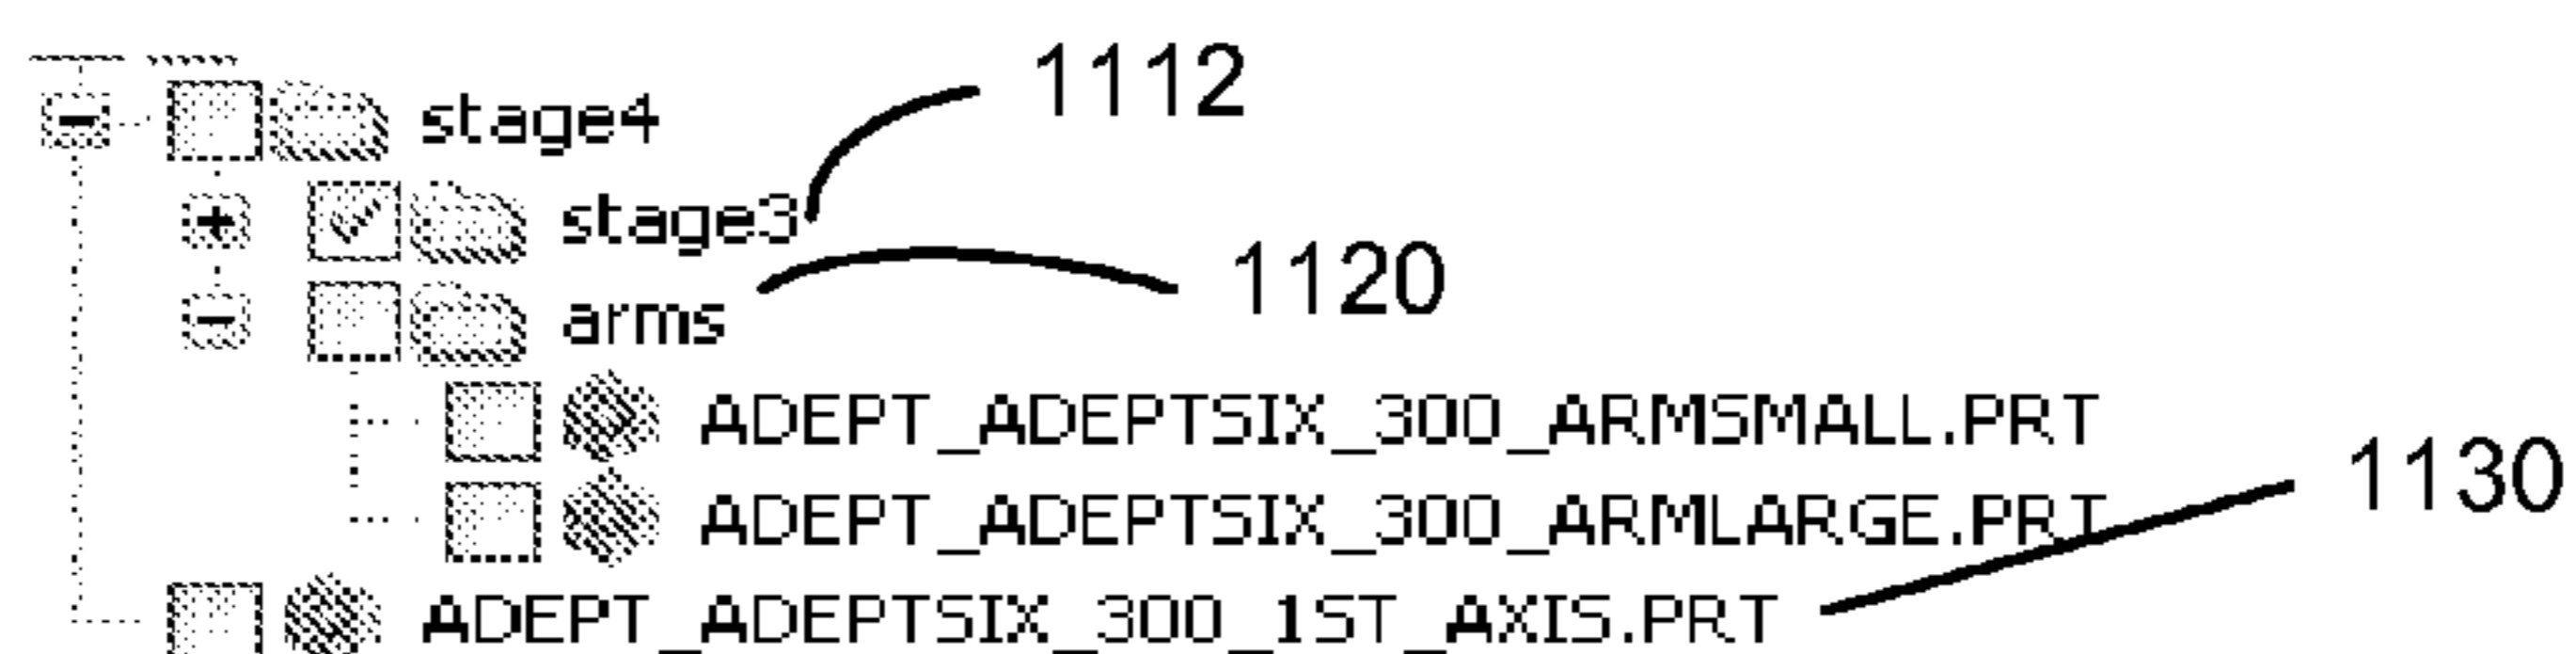 stage4
1112
stage3
1120
arms
ADEPT_ADEPTSIX_300_ARMSMALL.PRT
ADEPT_ADEPTSIX_300_ARMLARGE.PRT
1130
ADEPT_ADEPTSIX_300_1ST_AXIS.PRT